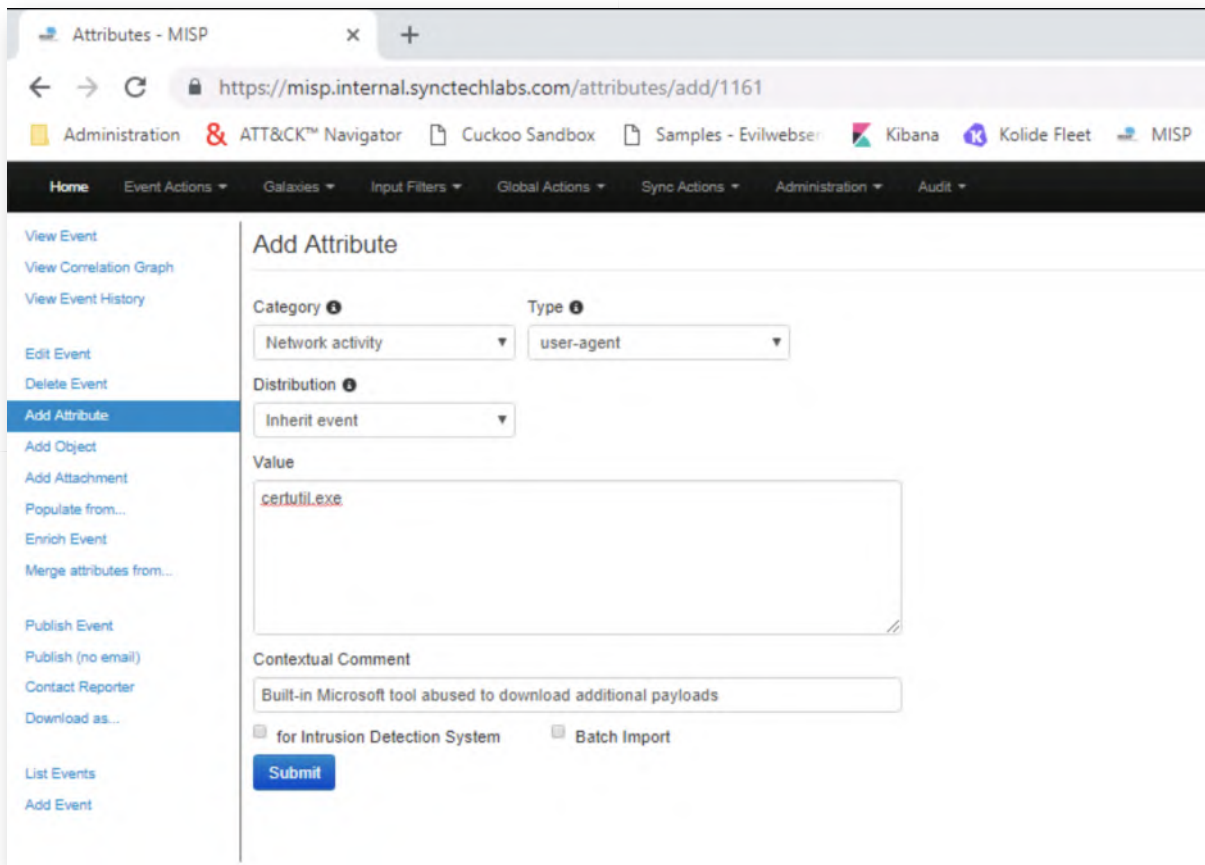 Attributes - MISP
https://misp.internal.synctechlabs.com/attributes/add/1161
Administration ATT&CK™ Navigator Cuckoo Sandbox Samples - Evilwebser Kibana Kolide Fleet MISP
Home Event Actions Galaxies Input Filters Global Actions Sync Actions Administration Audit
View Event
View Correlation Graph
View Event History
Edit Event
Delete Event
Add Attribute
Add Object
Add Attachment
Populate from...
Enrich Event
Merge attributes from...
Publish Event
Publish (no email)
Contact Reporter
Download as...
List Events
Add Event
Add Attribute
Category Type
Network activity user-agent
Distribution
Inherit event
Value
certutil.exe
Contextual Comment
Built-in Microsoft tool abused to download additional payloads
for Intrusion Detection System Batch Import
Submit